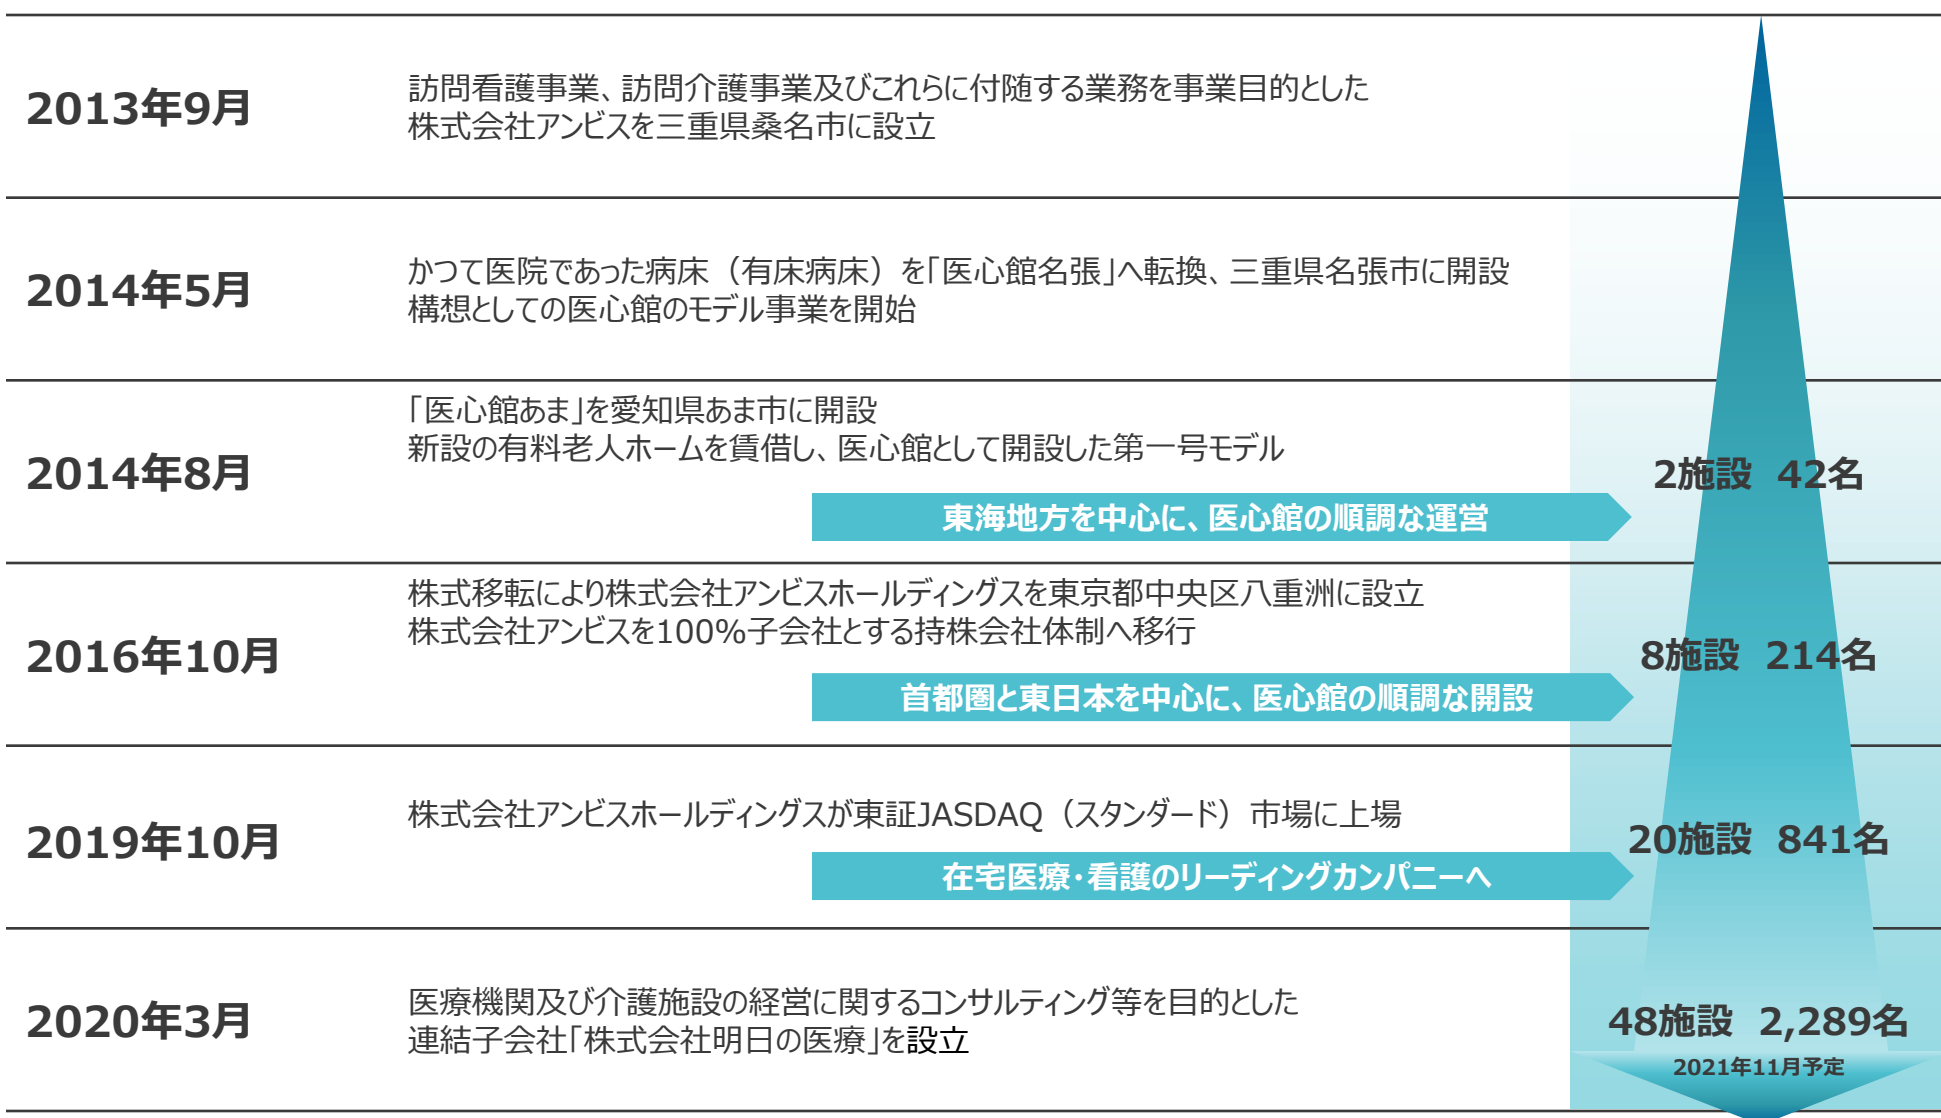 2013年9月
訪問看護事業、訪問介護事業及びこれらに付随する業務を事業目的とした
株式会社アンビスを三重県桑名市に設立
2014年5月
かつて医院であった病床（有床病床）を「医心館名張」へ転換、三重県名張市に開設
構想としての医心館のモデル事業を開始
2014年8月
「医心館あま」を愛知県あま市に開設
新設の有料老人ホームを賃借し、医心館として開設した第一号モデル
2施設 42名
東海地方を中心に、医心館の順調な運営
2016年10月
株式移転により株式会社アンビスホールディングスを東京都中央区八重洲に設立
株式会社アンビスを100%子会社とする持株会社体制へ移行
8施設 214名
首都圏と東日本を中心に、医心館の順調な開設
2019年10月
株式会社アンビスホールディングスが東証JASDAQ（スタンダード）市場に上場
20施設 841名
在宅医療・看護のリーディングカンパニーへ
2020年3月
医療機関及び介護施設の経営に関するコンサルティング等を目的とした
連結子会社「株式会社明日の医療」を設立
48施設 2,289名
2021年11月予定